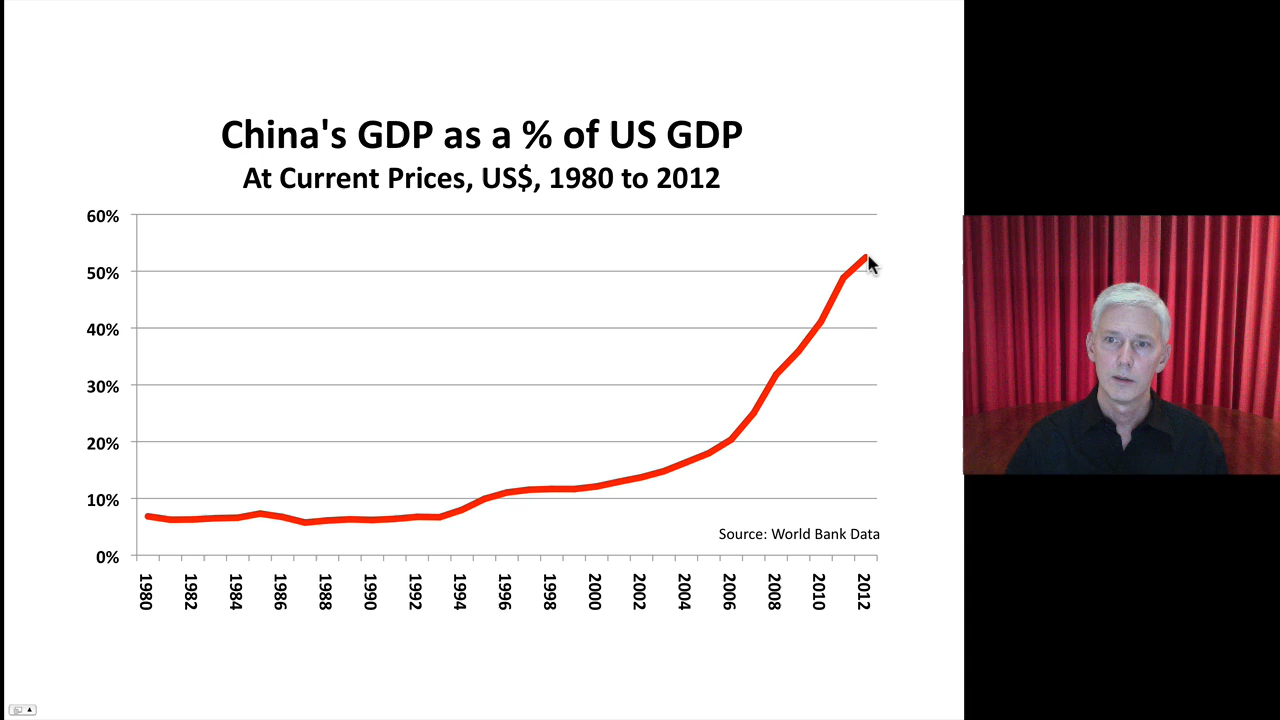 China's GDP as a % of US GDP
At Current Prices, US$, 1980 to 2012
60%
50%
40%
30%
20%
10%
0%
Source: World Bank Data
1980 1982 1984 1986 1988 1990 1992 1994 1996 1998 2000 2002 2004 2006 2008 2010 2012